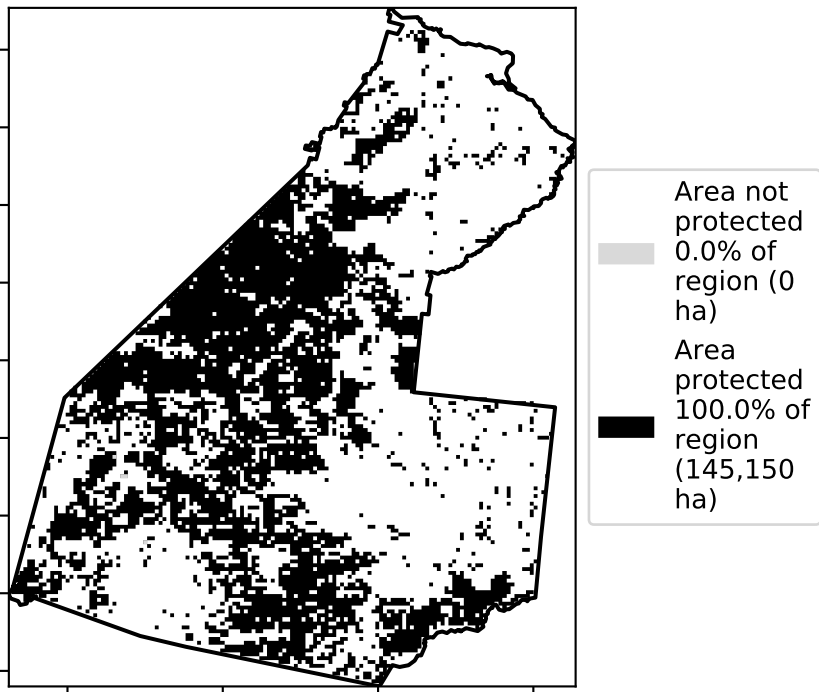 Area not
protected
0.0% of
region (0
ha)
Area
protected
100.0% of
region
(145,150
ha)